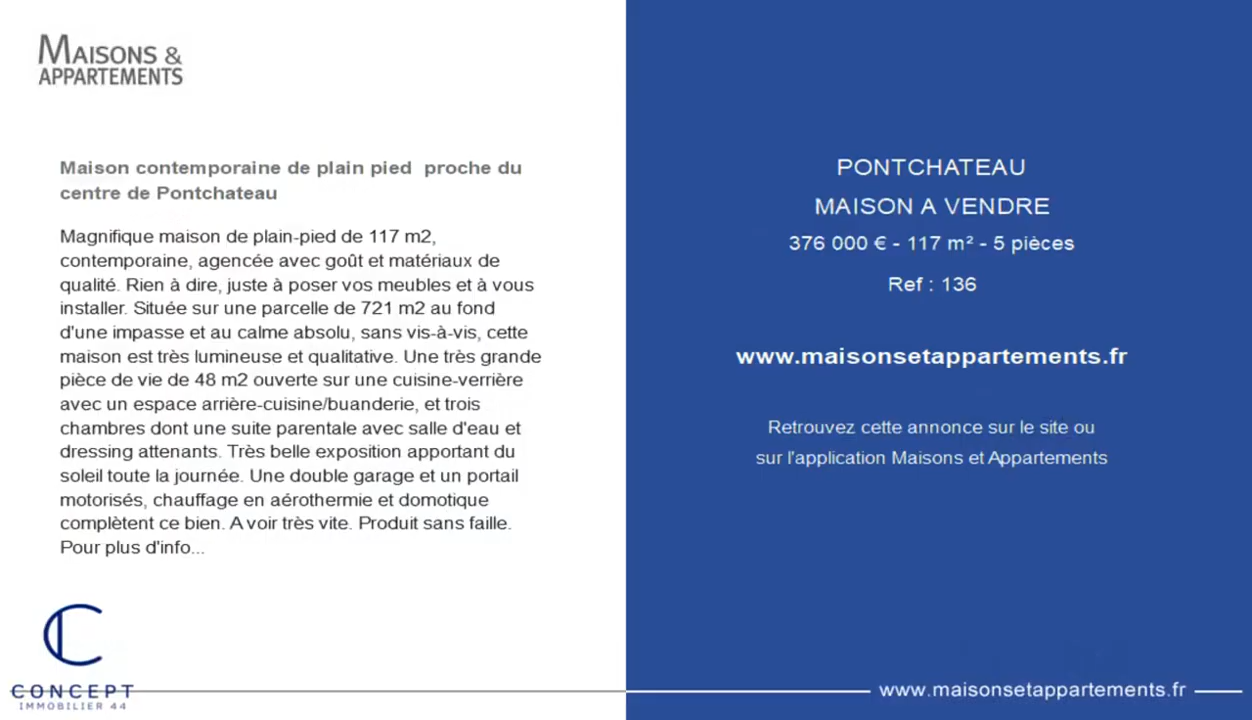 MAISONS &
APPARTEMENTS
Maison contemporaine de plain pied proche du
centre de Pontchateau
Magnifique maison de plain-pied de 117 m2,
contemporaine, agencée avec goût et matériaux de
qualité. Rien à dire, juste à poser vos meubles et à vous
installer. Située sur une parcelle de 721 m2 au fond
d'une impasse et au calme absolu, sans vis-à-vis, cette
maison est très lumineuse et qualitative. Une très grande
pièce de vie de 48 m2 ouverte sur une cuisine-verrière
avec un espace arrière-cuisine/buanderie, et trois
chambres dont une suite parentale avec salle d'eau et
dressing attenants. Très belle exposition apportant du
soleil toute la journée. Une double garage et un portail
motorisés, chauffage en aérothermie et domotique
complètent ce bien. A voir très vite. Produit sans faille.
Pour plus d'info...
CONCEPT
IMMOBILIER 44
PONTCHATEAU
MAISON A VENDRE
376 000 € - 117 m² - 5 pièces
Ref : 136
www.maisonsetappartements.fr
Retrouvez cette annonce sur le site ou
sur l'application Maisons et Appartements
www.maisonsetappartements.fr